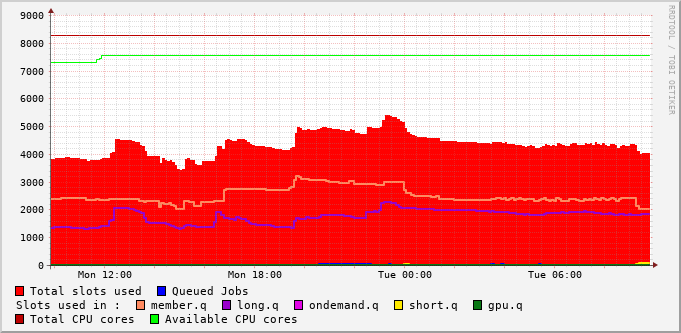 RRDTOOL / TOBI OETIKER
9000
8000
7000
6000
5000
4000
3000
2000
1000
0
Mon 12:00 Mon 18:00 Tue 00:00 Tue 06:00
Total slots used Queued Jobs
Slots used in : member.q long.q ondemand.q short.q gpu.q
Total CPU cores Available CPU cores